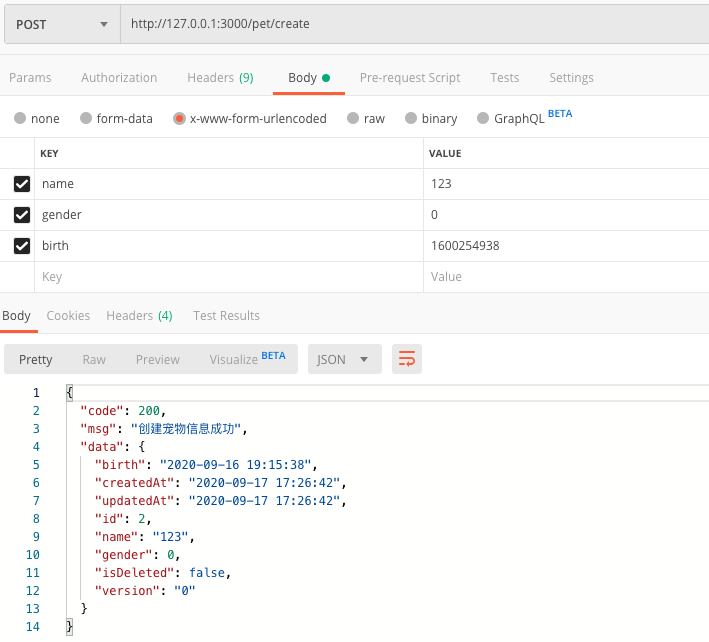 POST http://127.0.0.1:3000/pet/create
Params Authorization Headers (9) Body Pre-request Script Tests Settings
none form-data x-www-form-urlencoded raw binary GraphQL BETA
KEY VALUE
name 123
gender 0
birth 1600254938
Key Value
Body Cookies Headers (4) Test Results
Pretty Raw Preview Visualize BETA JSON
1 {
2 "code": 200,
3 "msg": "创建宠物信息成功",
4 "data": {
5 "birth": "2020-09-16 19:15:38",
6 "createdAt": "2020-09-17 17:26:42",
7 "updatedAt": "2020-09-17 17:26:42",
8 "id": 2,
9 "name": "123",
10 "gender": 0,
11 "isDeleted": false,
12 "version": "0"
13 }
14 }